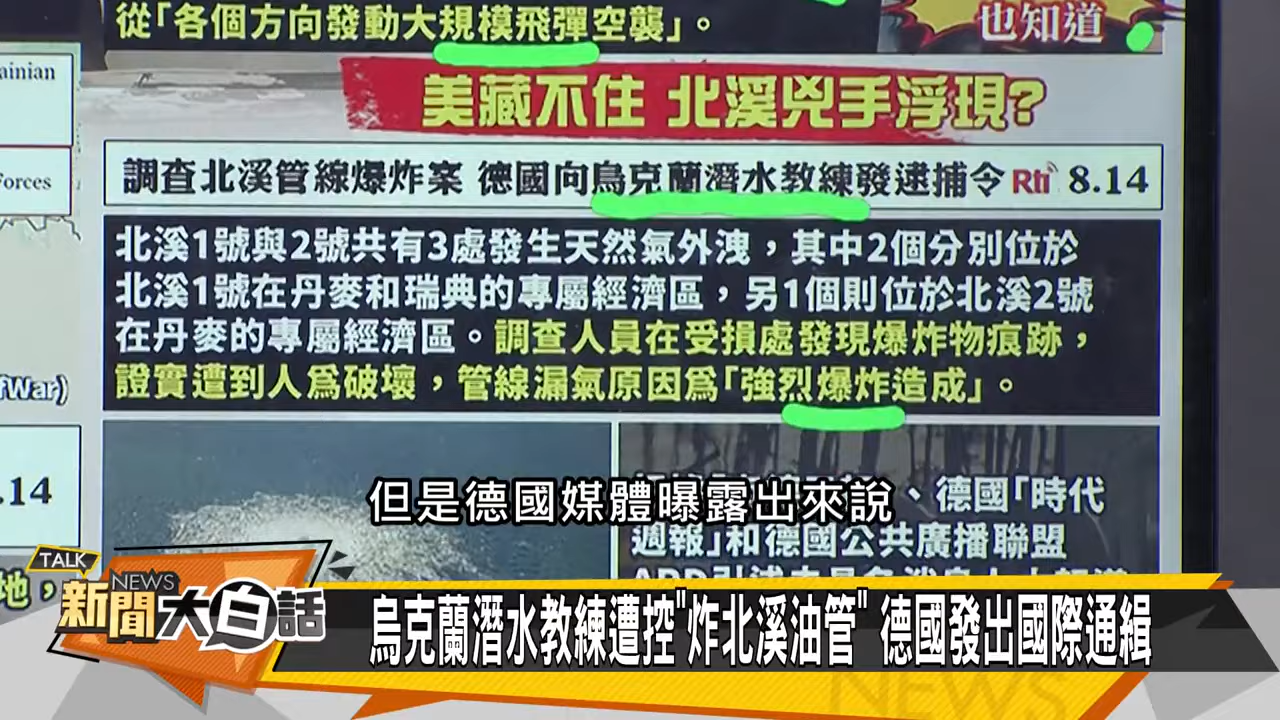 從「各個方向發動大規模飛彈空襲」。
也知道
ainian
Forces
美藏不住 北溪兇手浮現?
調查北溪管線爆炸案 德國向烏克蘭潛水教練發逮捕令 Rti 8.14
北溪1號與2號共有3處發生天然氣外洩，其中2個分別位於
北溪1號在丹麥和瑞典的專屬經濟區，另1個則位於北溪2號
在丹麥的專屬經濟區。調查人員在受損處發現爆炸物痕跡，
證實遭到人為破壞，管線漏氣原因為「強烈爆炸造成」。
fWar)
.14
、德國「時代
週報」和德國公共廣播聯盟
但是德國媒體曝露出來說
地，
TALK
NEWS
新聞大白話
烏克蘭潛水教練遭控"炸北溪油管" 德國發出國際通緝
NEWS